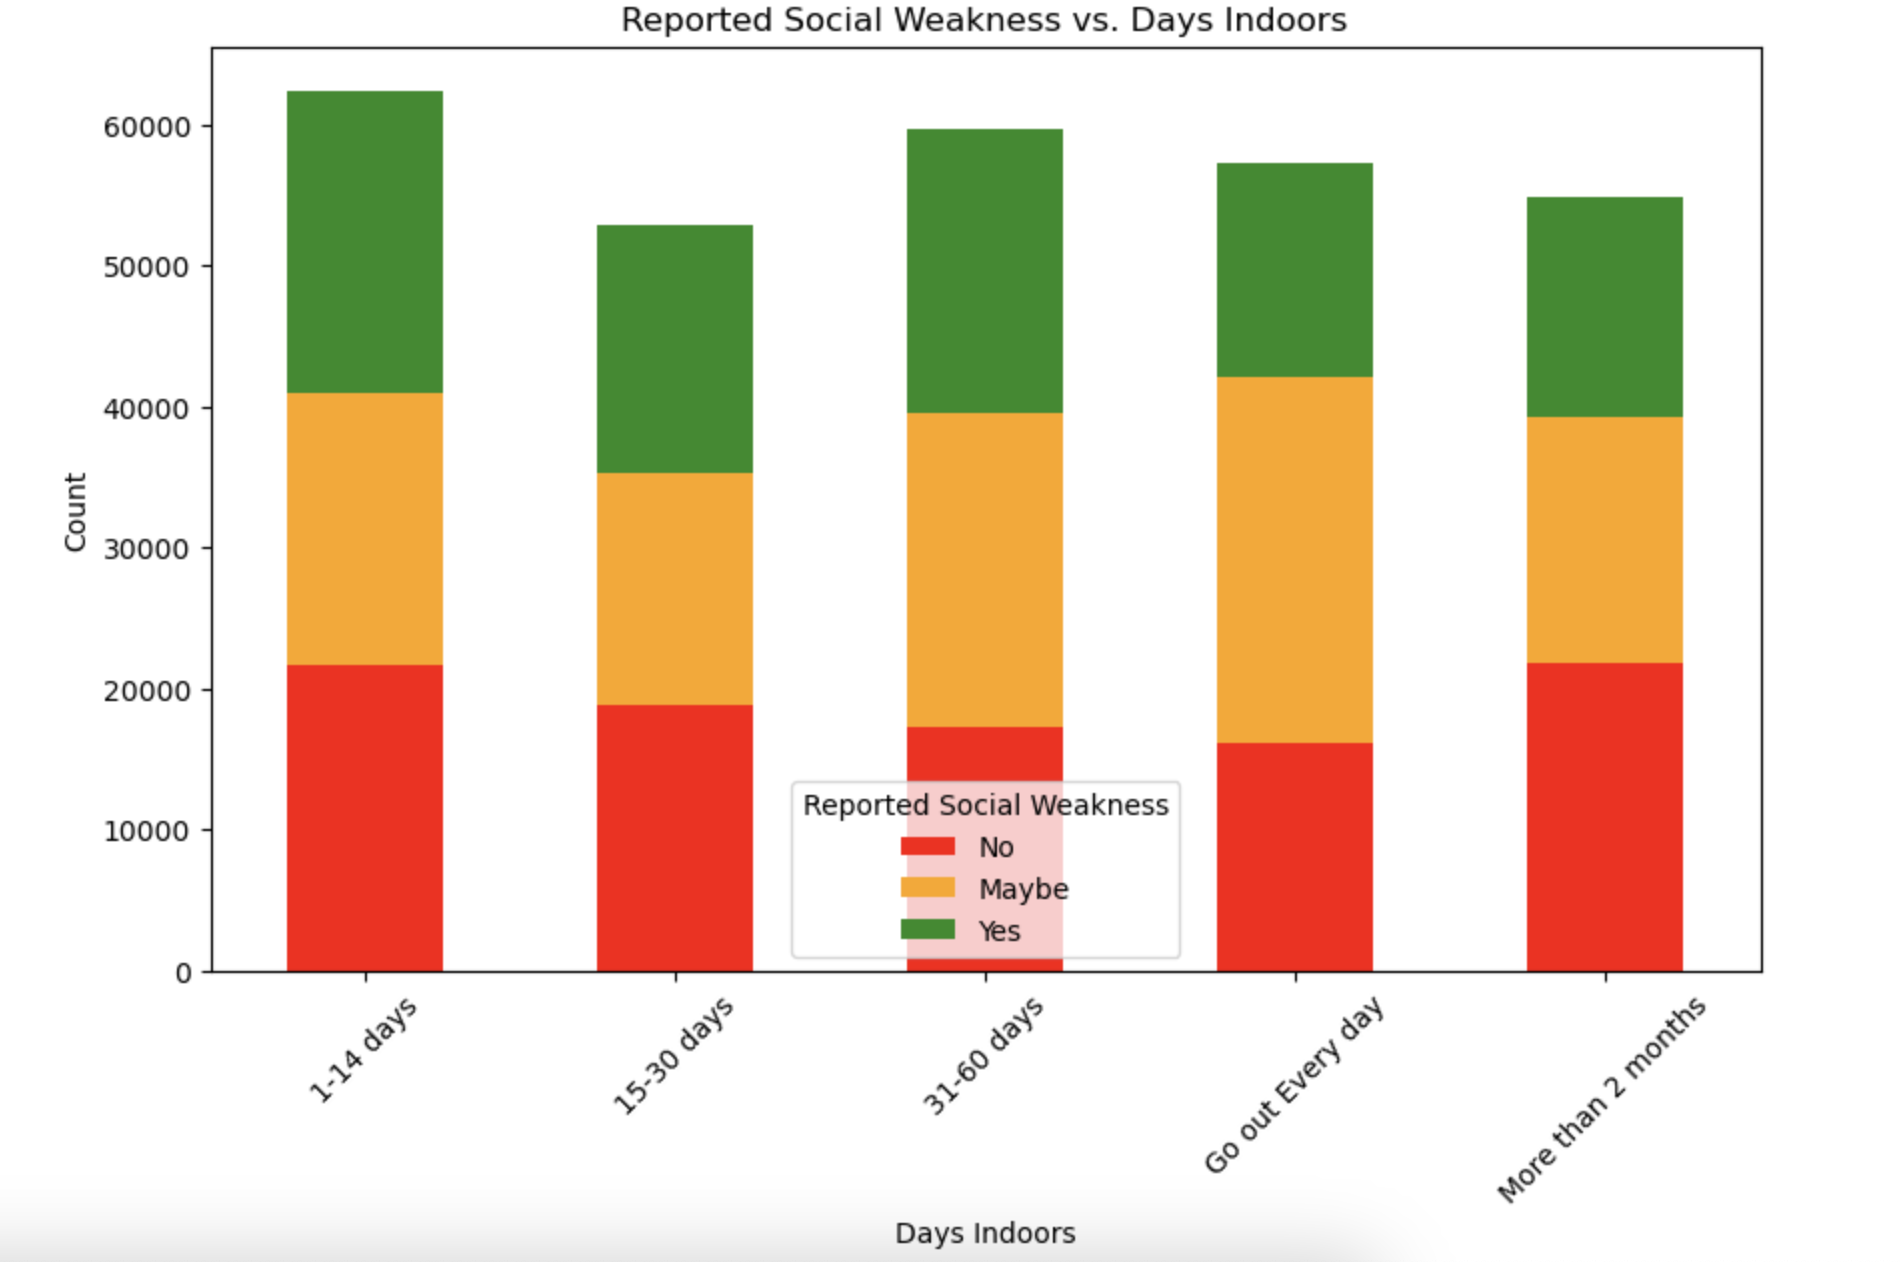 Reported Social Weakness vs. Days Indoors
60000
50000
40000
30000
20000
10000
0
Count
Reported Social Weakness
No
Maybe
Yes
1-14 days
15-30 days
31-60 days
Go out Every day
More than 2 months
Days Indoors